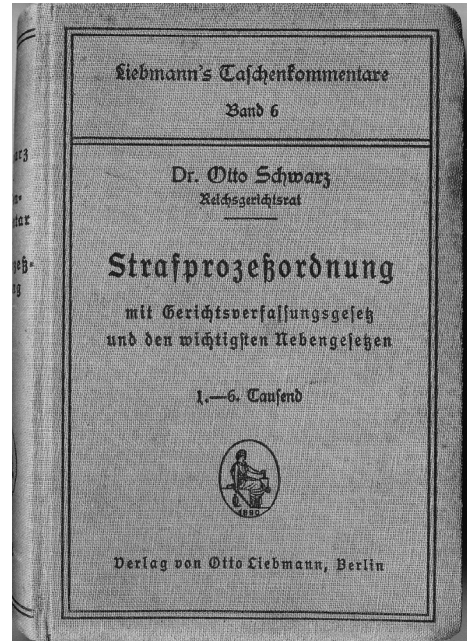 Liebmann's Taschenkommentare
Band 6
Dr. Otto Schwarz
Reichsgerichtsrat
Strafprozeßordnung
mit Gerichtsverfassungsgesetz
und den wichtigsten Nebengesetzen
1.—6. Tausend
1890
Verlag von Otto Liebmann, Berlin